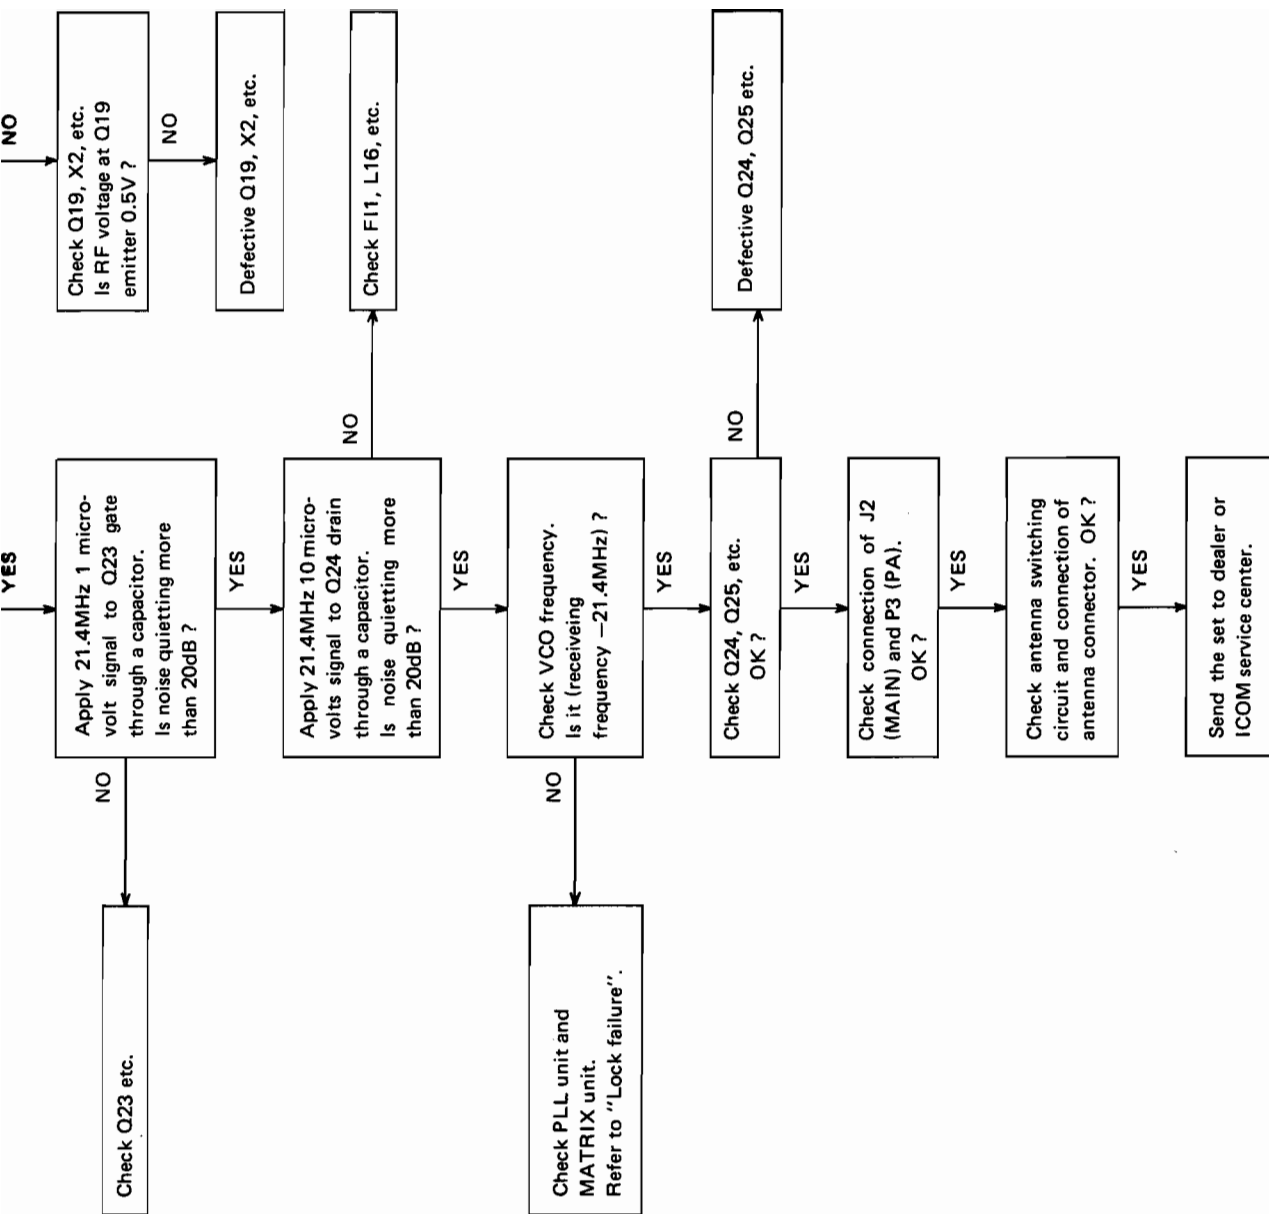 NO
Check Q19, X2, etc.
Is RF voltage at Q19
emitter 0.5V ?
NO
Defective Q19, X2, etc.
YES
Apply 21.4MHz 1 micro-
volt signal to Q23 gate
through a capacitor.
Is noise quietting more
than 20dB ?
NO
Check Q23 etc.
YES
Apply 21.4MHz 10 micro-
volts signal to Q24 drain
through a capacitor.
Is noise quietting more
than 20dB ?
NO
Check FI1, L16, etc.
YES
Check VCO frequency.
Is it (receiveing
frequency −21.4MHz) ?
NO
Check PLL unit and
MATRIX unit.
Refer to "Lock failure".
YES
Check Q24, Q25, etc.
OK ?
NO
Defective Q24, Q25 etc.
YES
Check connection of J2
(MAIN) and P3 (PA).
OK ?
YES
Check antenna switching
circuit and connection of
antenna connector. OK ?
YES
Send the set to dealer or
ICOM service center.